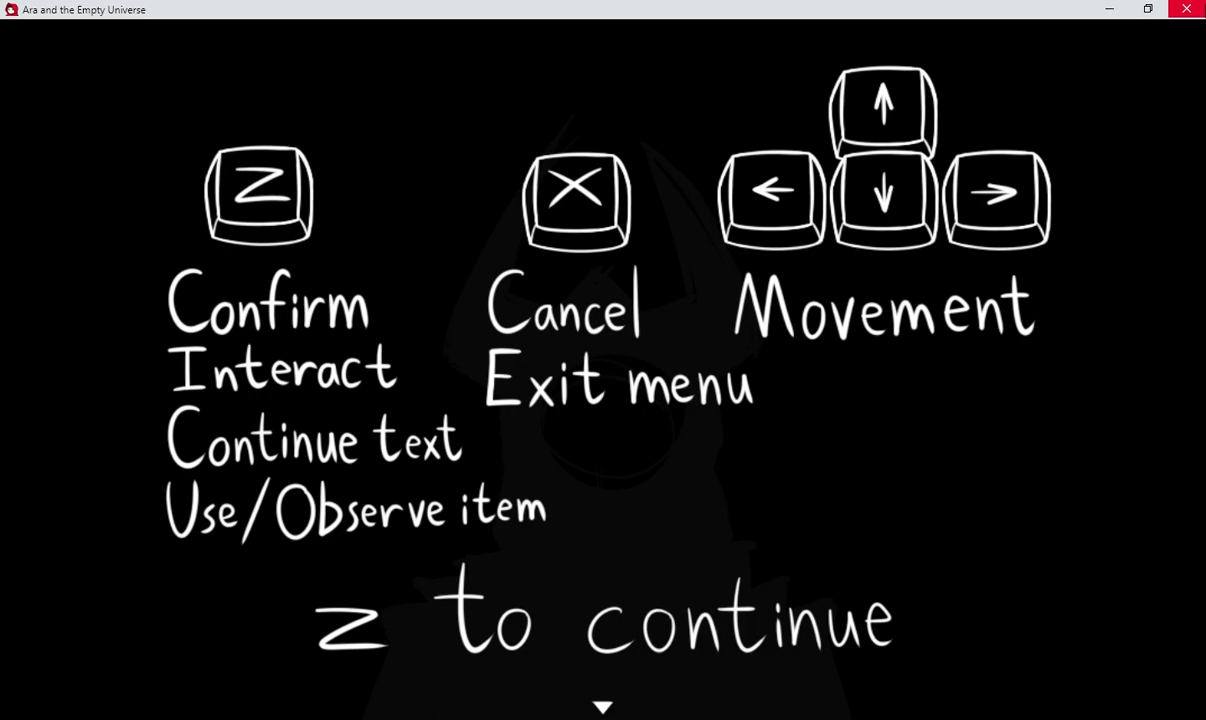 Ara and the Empty Universe
Z
Confirm
Interact
Continue text
Use/Observe item
X
Cancel
Exit menu
↑
← ↓ →
Movement
z to continue